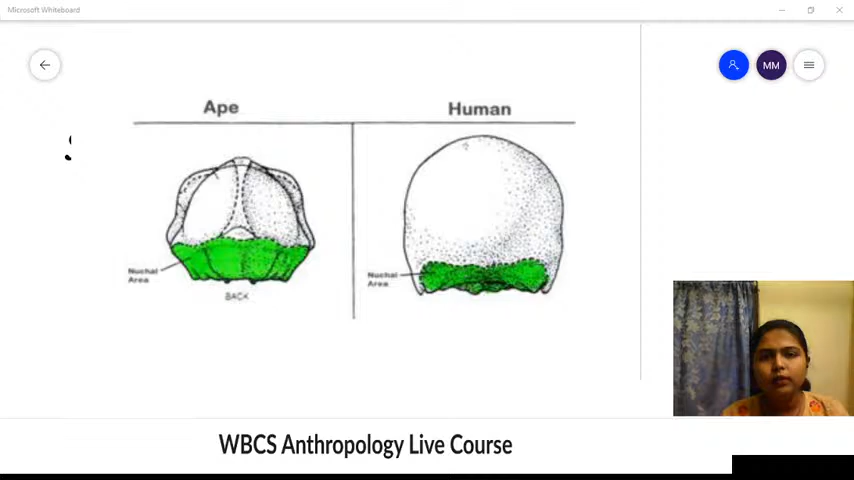 Microsoft Whiteboard
MM
Ape
Human
Nuchal
Area
BACK
Nuchal
Area
WBCS Anthropology Live Course